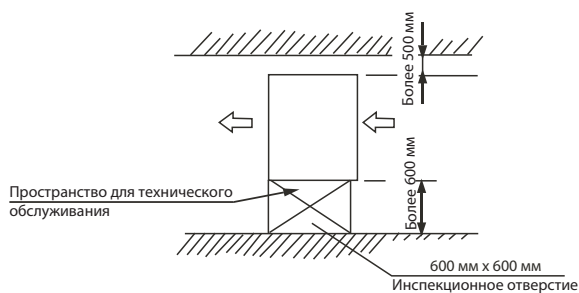 Более 500 мм
Более 600 мм
Пространство для технического
обслуживания
600 мм x 600 мм
Инспекционное отверстие